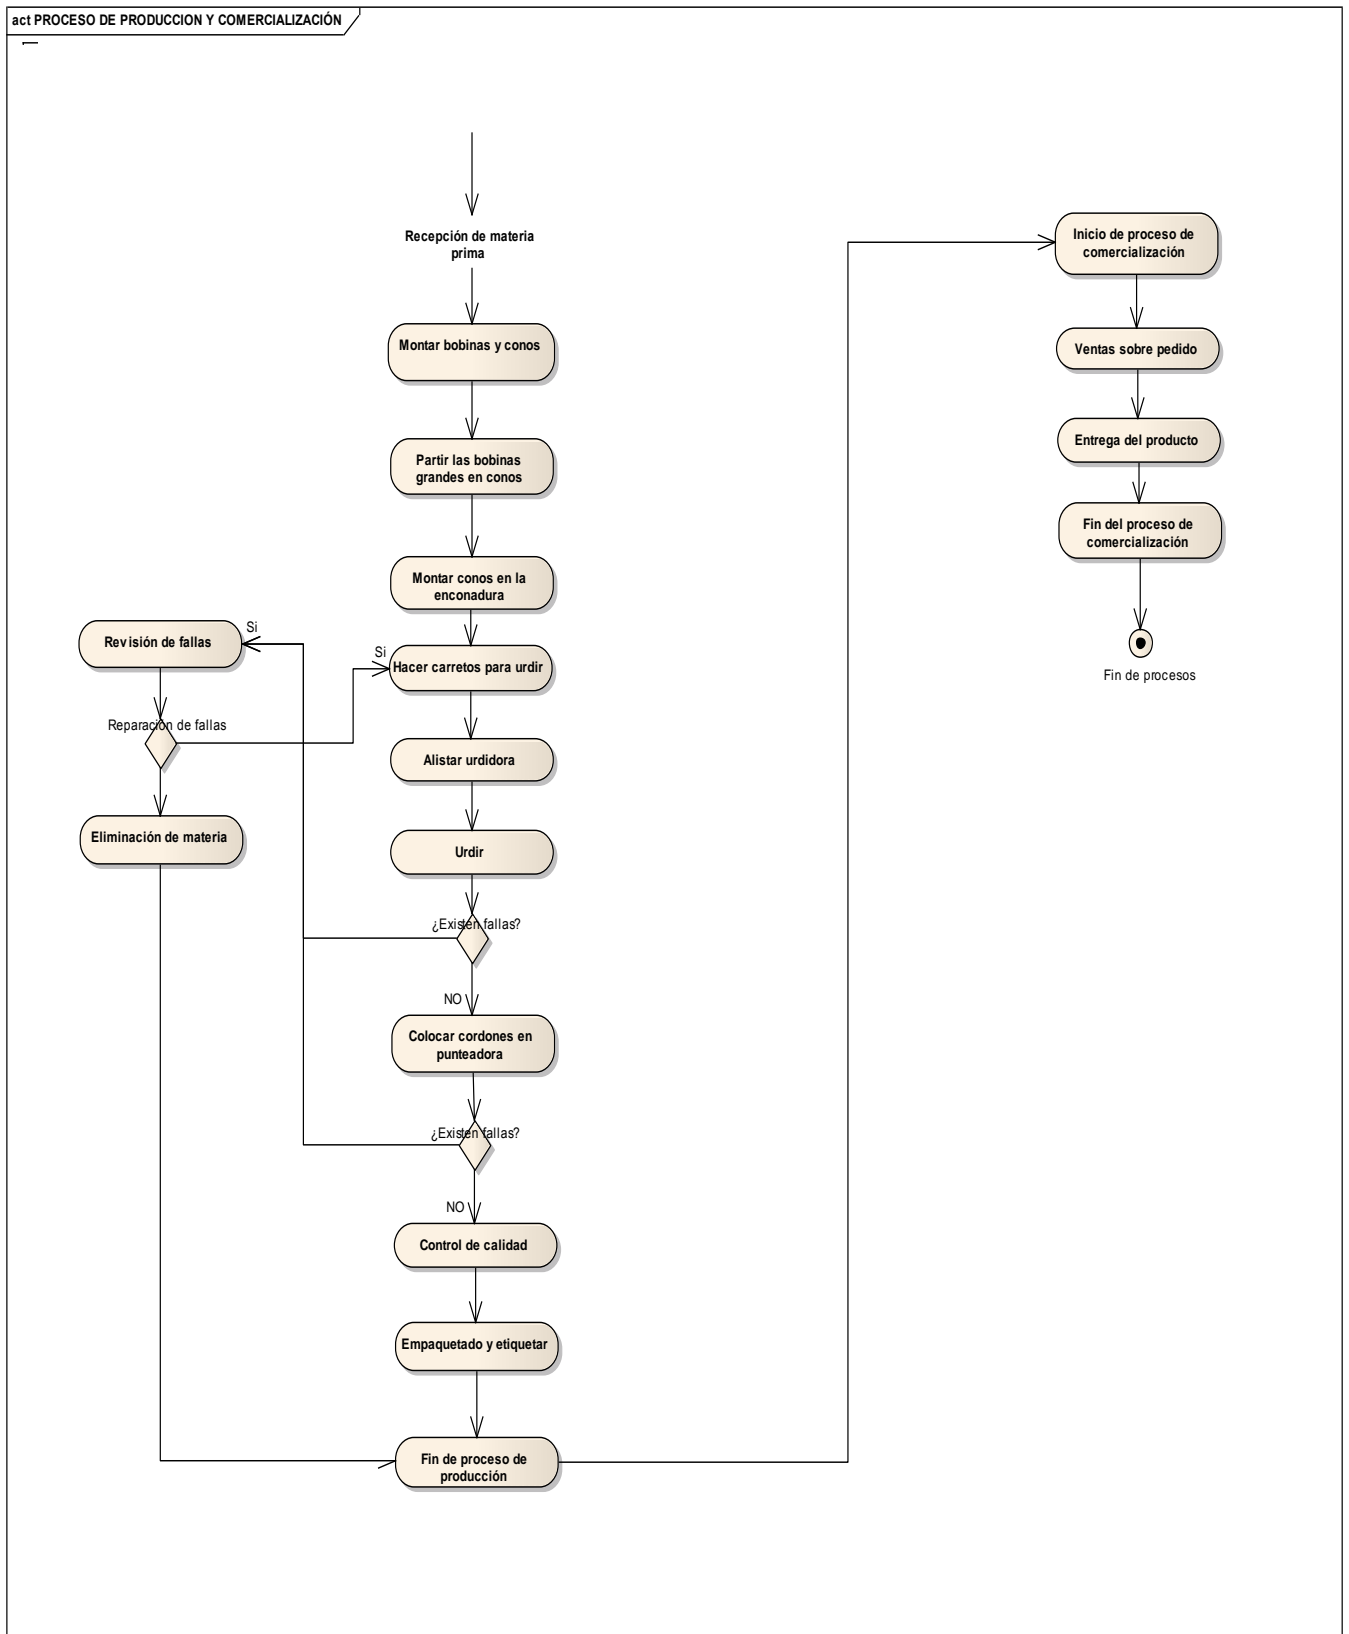 act PROCESO DE PRODUCCION Y COMERCIALIZACIÓN
Recepción de materia
prima
Montar bobinas y conos
Partir las bobinas
grandes en conos
Montar conos en la
enconadura
Si
Hacer carretos para urdir
Alistar urdidora
Urdir
¿Existen fallas?
NO
Colocar cordones en
punteadora
¿Existen fallas?
NO
Control de calidad
Empaquetado y etiquetar
Fin de proceso de
producción
Si
Revisión de fallas
Reparación de fallas
Eliminación de materia
Inicio de proceso de
comercialización
Ventas sobre pedido
Entrega del producto
Fin del proceso de
comercialización
Fin de procesos